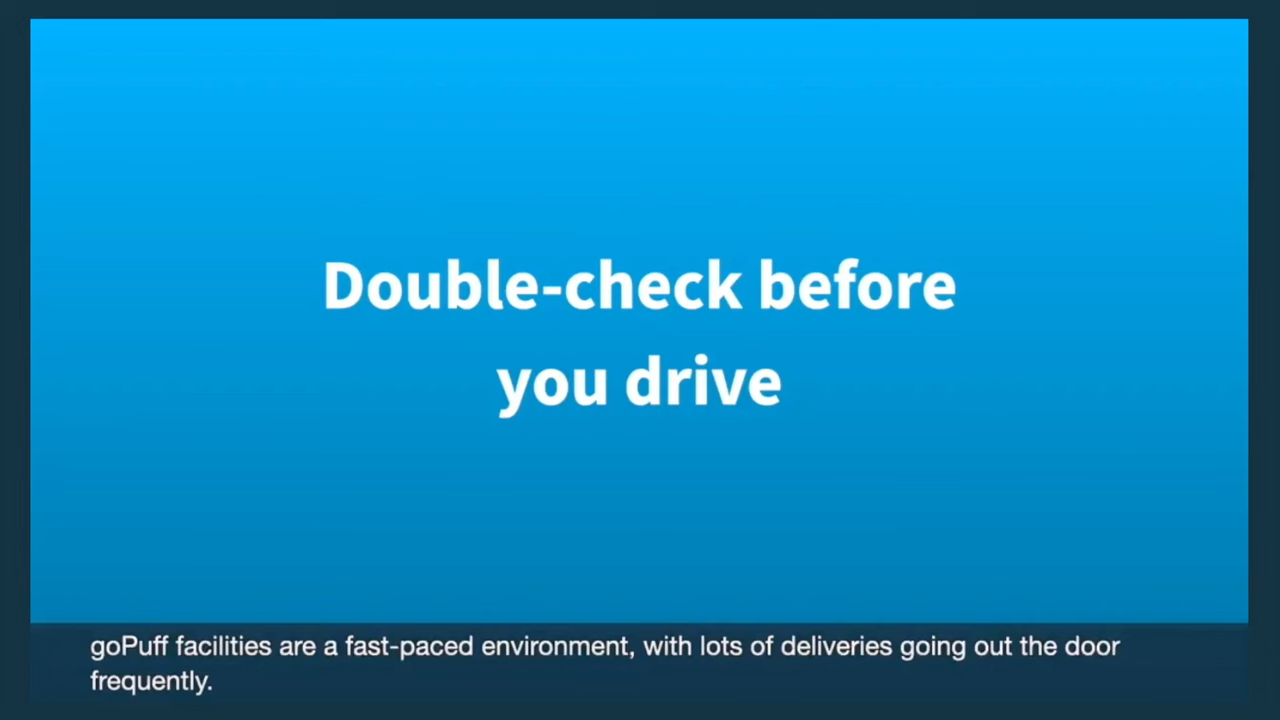 Double-check before
you drive
goPuff facilities are a fast-paced environment, with lots of deliveries going out the door
frequently.